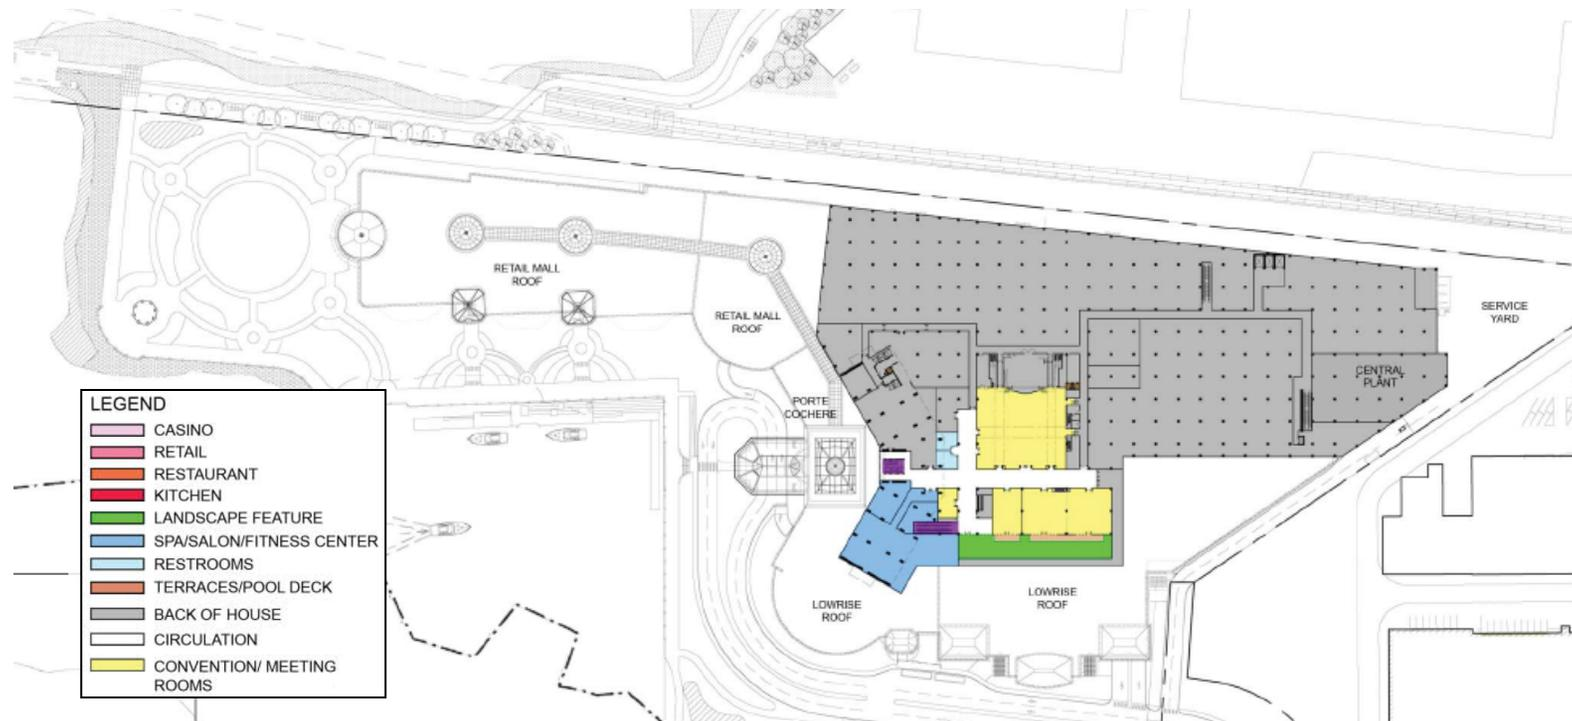 RETAIL MALL
ROOF
RETAIL MALL
ROOF
SERVICE
YARD
CENTRAL
PLANT
PORTE
COCHERE
LOWRISE
ROOF
LOWRISE
ROOF
LEGEND
CASINO
RETAIL
RESTAURANT
KITCHEN
LANDSCAPE FEATURE
SPA/SALON/FITNESS CENTER
RESTROOMS
TERRACES/POOL DECK
BACK OF HOUSE
CIRCULATION
CONVENTION/ MEETING
ROOMS